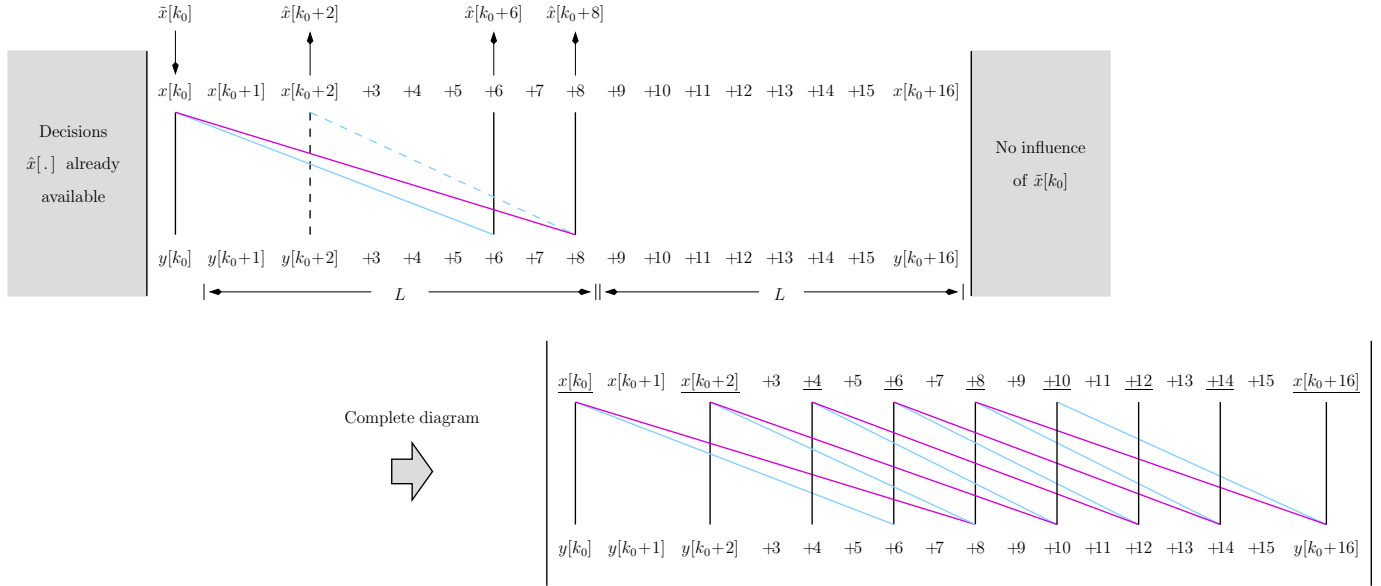 x̃[k₀] x̂[k₀+2] x̂[k₀+6] x̂[k₀+8]
x[k₀] x[k₀+1] x[k₀+2] +3 +4 +5 +6 +7 +8 +9 +10 +11 +12 +13 +14 +15 x[k₀+16]
Decisions
x̂[.] already
available
No influence
of x̃[k₀]
y[k₀] y[k₀+1] y[k₀+2] +3 +4 +5 +6 +7 +8 +9 +10 +11 +12 +13 +14 +15 y[k₀+16]
L L
x[k₀] x[k₀+1] x[k₀+2] +3 +4 +5 +6 +7 +8 +9 +10 +11 +12 +13 +14 +15 x[k₀+16]
Complete diagram
y[k₀] y[k₀+1] y[k₀+2] +3 +4 +5 +6 +7 +8 +9 +10 +11 +12 +13 +14 +15 y[k₀+16]